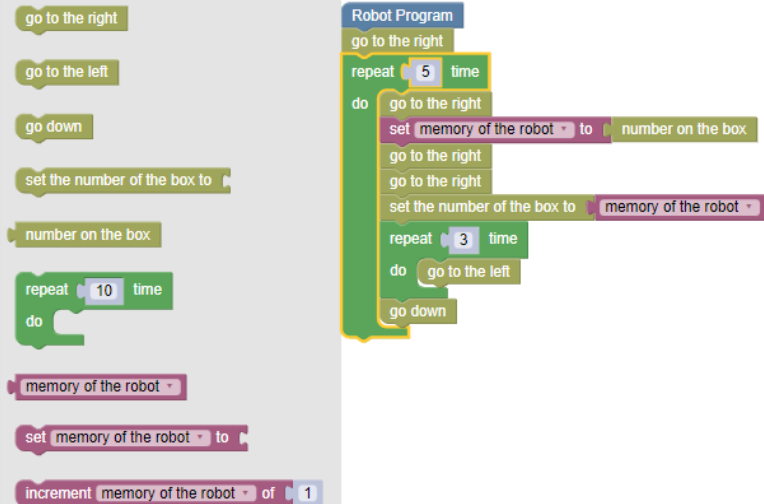 go to the right
go to the left
go down
set the number of the box to
number on the box
repeat 10 time
do
memory of the robot
set memory of the robot to
increment memory of the robot of 1
Robot Program
go to the right
repeat 5 time
do go to the right
set memory of the robot to number on the box
go to the right
go to the right
set the number of the box to memory of the robot
repeat 3 time
do go to the left
go down